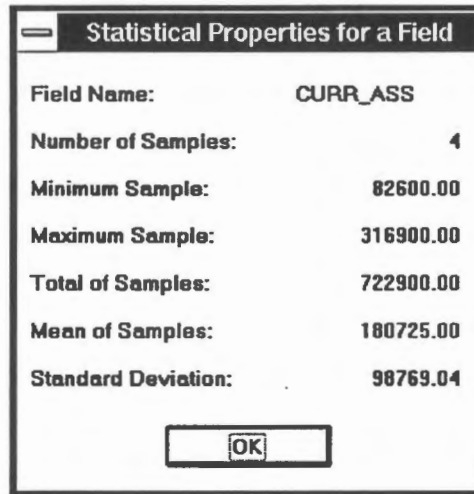 Statistical Properties for a Field
Field Name: CURR_ASS
Number of Samples: 4
Minimum Sample: 82600.00
Maximum Sample: 316900.00
Total of Samples: 722900.00
Mean of Samples: 180725.00
Standard Deviation: 98769.04
OK